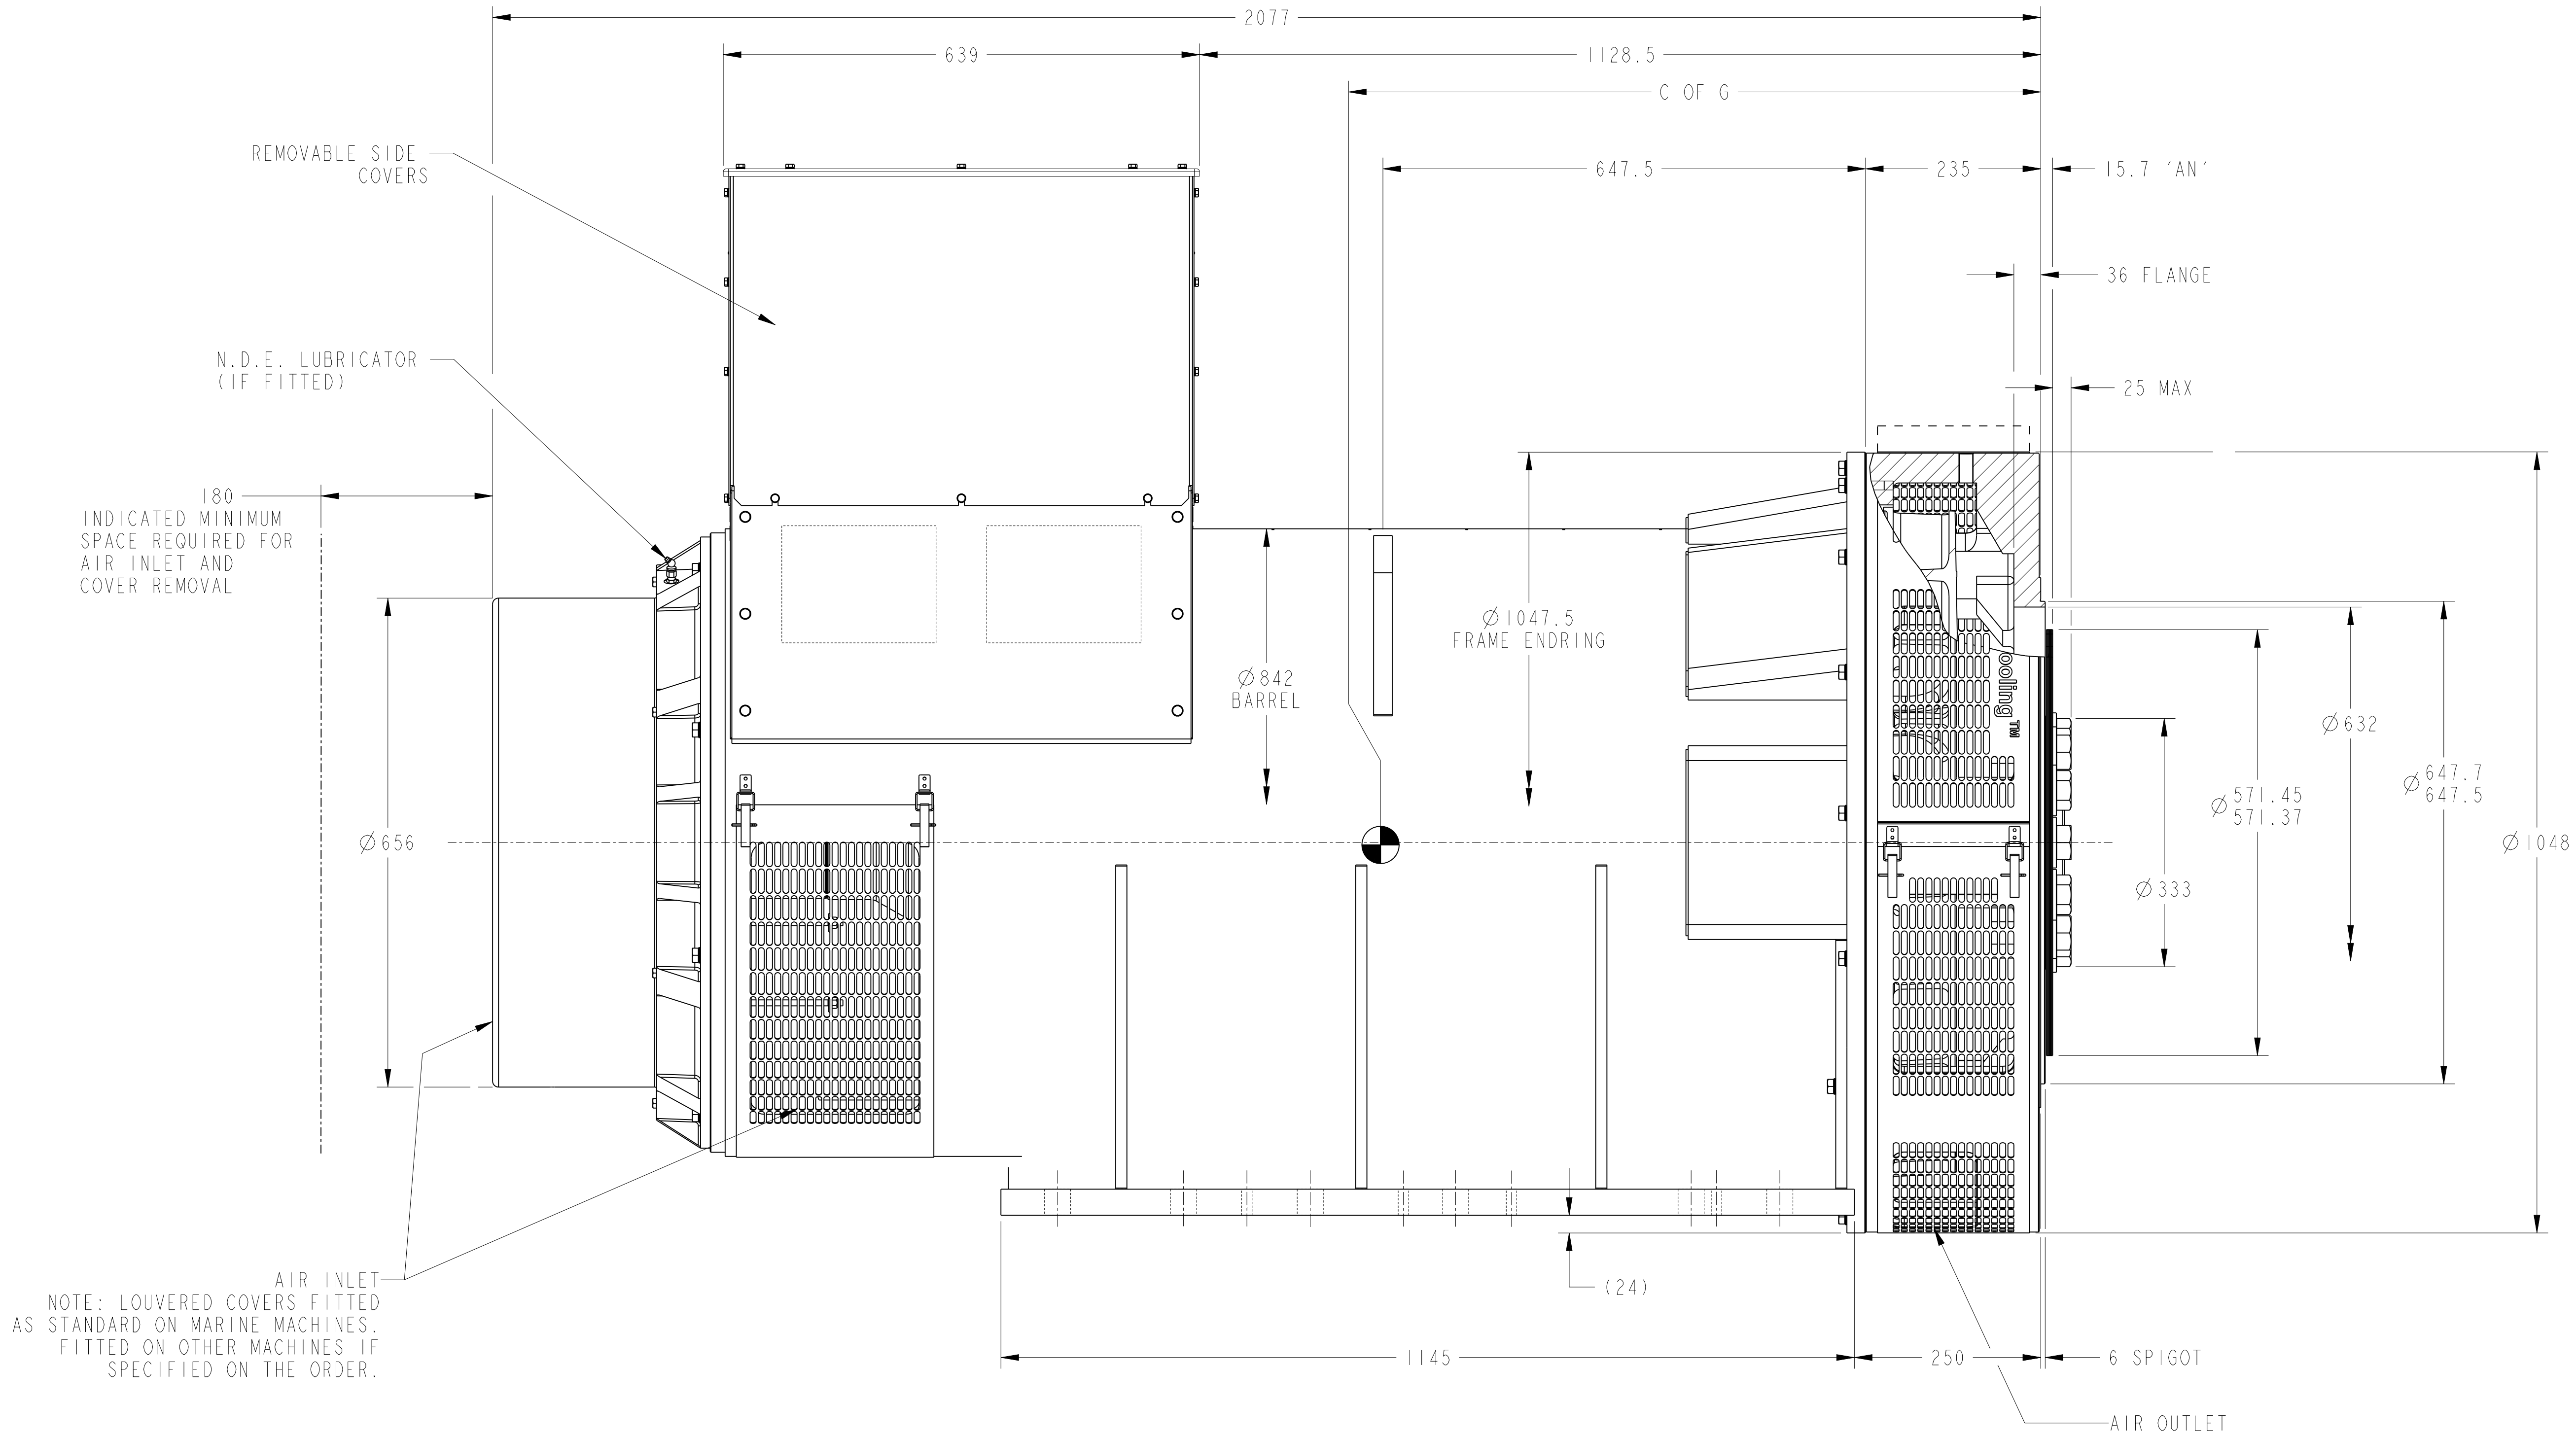 2077
639
1128.5
C OF G
REMOVABLE SIDE
COVERS
647.5
235
15.7 'AN'
36 FLANGE
N.D.E. LUBRICATOR
(IF FITTED)
25 MAX
180
INDICATED MINIMUM
SPACE REQUIRED FOR
AIR INLET AND
COVER REMOVAL
Ø1047.5
FRAME ENDRING
Ø842
BARREL
ooling TM
Ø632
Ø647.7
647.5
Ø571.45
571.37
Ø656
Ø1048
Ø333
AIR INLET
NOTE: LOUVERED COVERS FITTED
AS STANDARD ON MARINE MACHINES.
FITTED ON OTHER MACHINES IF
SPECIFIED ON THE ORDER.
(24)
1145
250
6 SPIGOT
AIR OUTLET